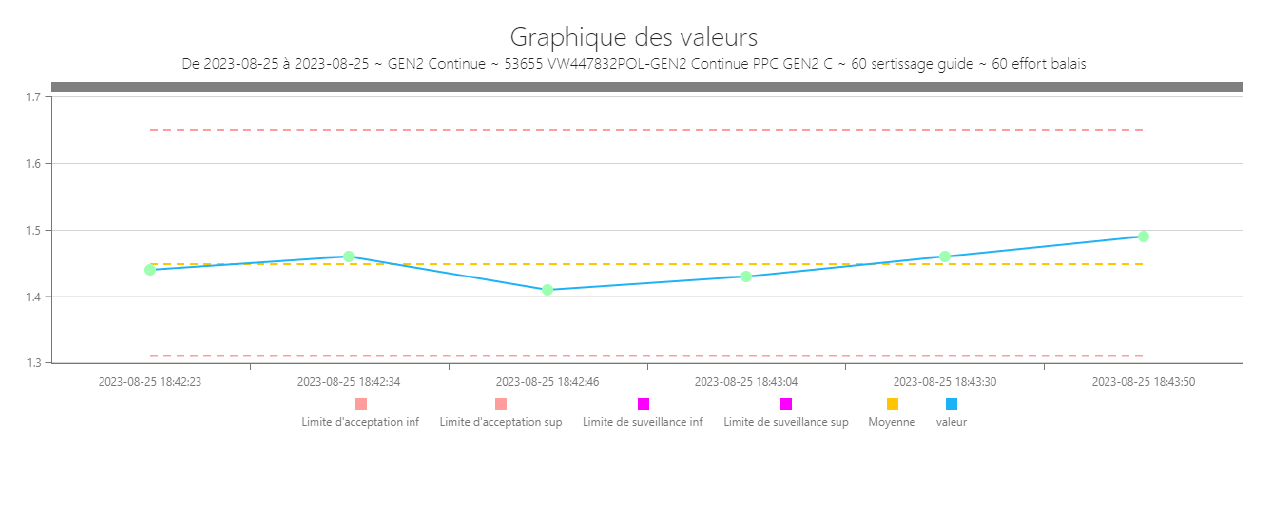 Graphique des valeurs
De 2023-08-25 à 2023-08-25 ~ GEN2 Continue ~ 53655 VW447832POL-GEN2 Continue PPC GEN2 C ~ 60 sertissage guide ~ 60 effort balais
1.7
1.6
1.5
1.4
1.3
2023-08-25 18:42:23 2023-08-25 18:42:34 2023-08-25 18:42:46 2023-08-25 18:43:04 2023-08-25 18:43:30 2023-08-25 18:43:50
Limite d'acceptation inf Limite d'acceptation sup Limite de suveillance inf Limite de suveillance sup Moyenne valeur